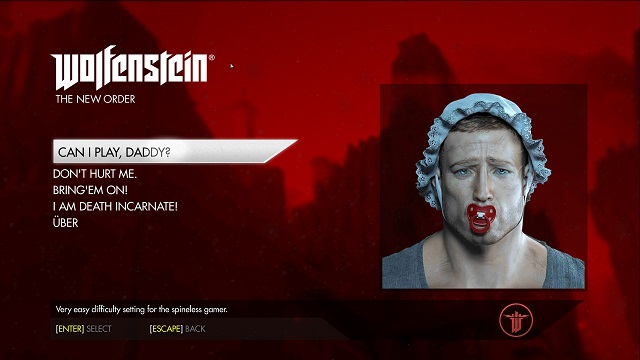 Wolfenstein®
THE NEW ORDER
CAN I PLAY, DADDY?
DON'T HURT ME.
BRING'EM ON!
I AM DEATH INCARNATE!
ÜBER
Very easy difficulty setting for the spineless gamer.
[ENTER] SELECT [ESCAPE] BACK